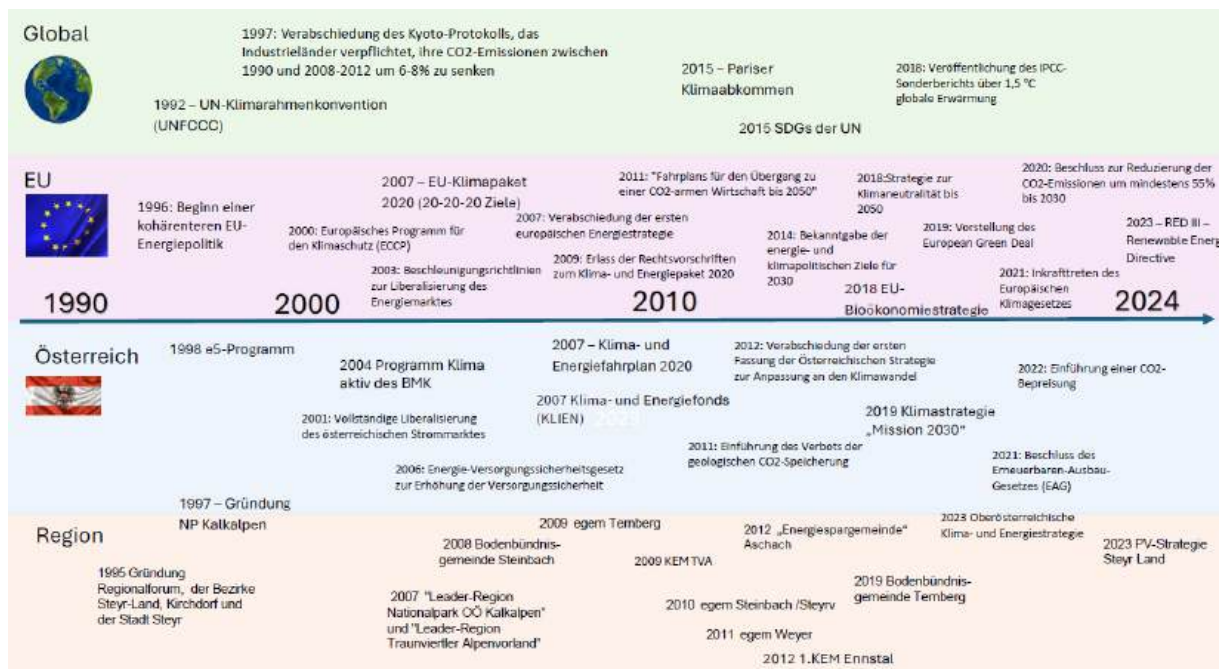 Global
1997: Verabschiedung des Kyoto-Protokolls, das
Industrieländer verpflichtet, ihre CO2-Emissionen zwischen
1990 und 2008-2012 um 6-8% zu senken
1992 – UN-Klimarahmenkonvention
(UNFCCC)
2015 – Pariser
Klimaabkommen
2015 SDGs der UN
2018: Veröffentlichung des IPCC-
Sonderberichts über 1,5 °C
globale Erwärmung
EU
1996: Beginn einer
kohärenteren EU-
Energiepolitik
2000: Europäisches Programm für
den Klimaschutz (ECCP)
2007 – EU-Klimapaket
2020 (20-20-20 Ziele)
2003: Beschleunigungsrichtlinien
zur Liberalisierung des
Energiemarktes
2011: "Fahrplans für den Übergang zu
einer CO2-armen Wirtschaft bis 2050"
2007: Verabschiedung der ersten
europäischen Energiestrategie
2009: Erlass der Rechtsvorschriften
zum Klima- und Energiepaket 2020
2014: Bekanntgabe der
energie- und
klimapolitischen Ziele für
2030
2018:Strategie zur
Klimaneutralität bis
2050
2019: Vorstellung des
European Green Deal
2018 EU-
Bioökonomiestrategie
2020: Beschluss zur Reduzierung der
CO2-Emissionen um mindestens 55%
bis 2030
2021: Inkrafttreten des
Europäischen
Klimagesetzes
2023 – RED III –
Renewable Energ
Directive
1990
2000
2010
2024
Österreich
1998 e5-Programm
2004 Programm Klima
aktiv des BMK
2001: Vollständige Liberalisierung
des österreichischen Strommarktes
2006: Energie-Versorgungssicherheitsgesetz
zur Erhöhung der Versorgungssicherheit
2007 – Klima- und
Energiefahrplan 2020
2007 Klima- und Energiefonds
(KLIEN)
2012: Verabschiedung der ersten
Fassung der Österreichischen Strategie
zur Anpassung an den Klimawandel
2011: Einführung des Verbots der
geologischen CO2-Speicherung
2019 Klimastrategie
„Mission 2030“
2022: Einführung einer CO2-
Bepreisung
2021: Beschluss des
Erneuerbaren-Ausbau-
Gesetzes (EAG)
1997 – Gründung
NP Kalkalpen
Region
1995 Gründung
Regionalforum, der Bezirke
Steyr-Land, Kirchdorf und
der Stadt Steyr
2008 Bodenbündnis-
gemeinde Steinbach
2007 "Leader-Region
Nationalpark OÖ Kalkalpen"
und "Leader-Region
Traunviertler Alpenvorland"
2009 egem Ternberg
2009 KEM TVA
2010 egem Steinbach /Steyrv
2011 egem Weyer
2012 1.KEM Ennstal
2012 „Energiespargemeinde“
Aschach
2019 Bodenbündnis-
gemeinde Ternberg
2023 Oberösterreichische
Klima- und Energiestrategie
2023 PV-Strategie
Steyr Land